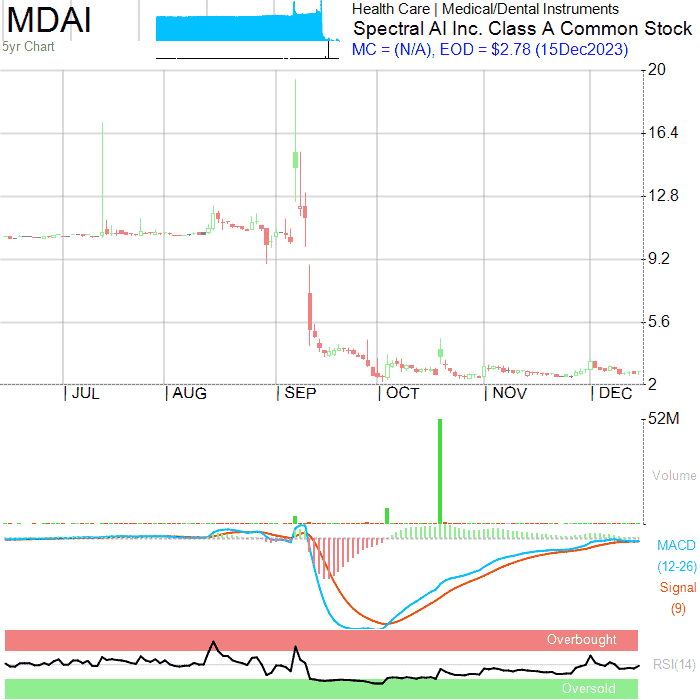 MDAI
5yr Chart
Health Care | Medical/Dental Instruments
Spectral AI Inc. Class A Common Stock
MC = (N/A), EOD = $2.78 (15Dec2023)
20
16.4
12.8
9.2
5.6
2
JUL AUG SEP OCT NOV DEC
52M
Volume
MACD
(12-26)
Signal
(9)
Overbought
RSI(14)
Oversold